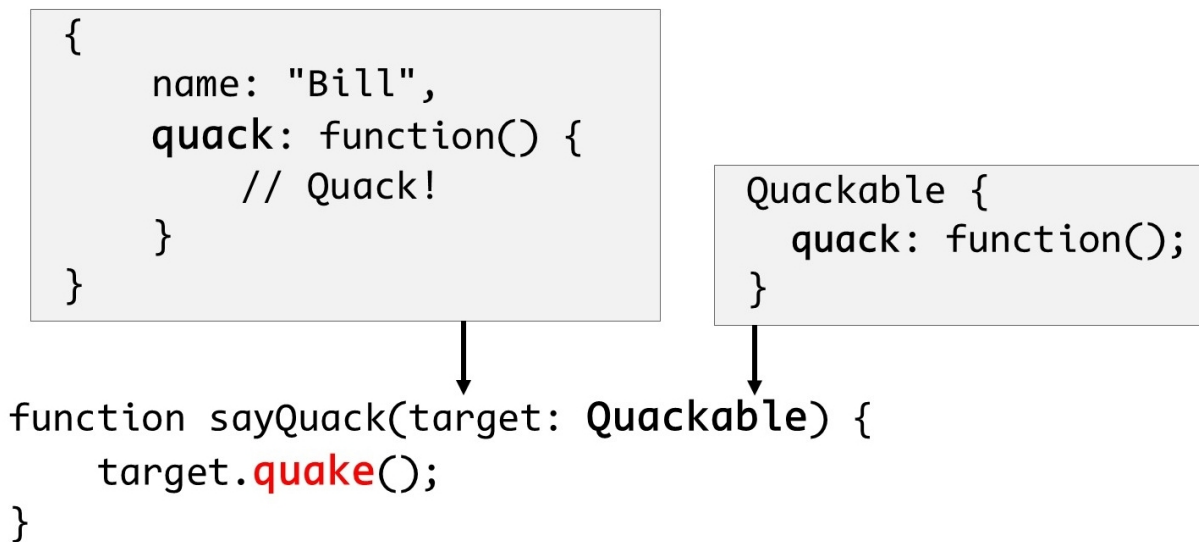 {
name: "Bill",
quack: function() {
// Quack!
}
}
Quackable {
quack: function();
}
function sayQuack(target: Quackable) {
target.quake();
}